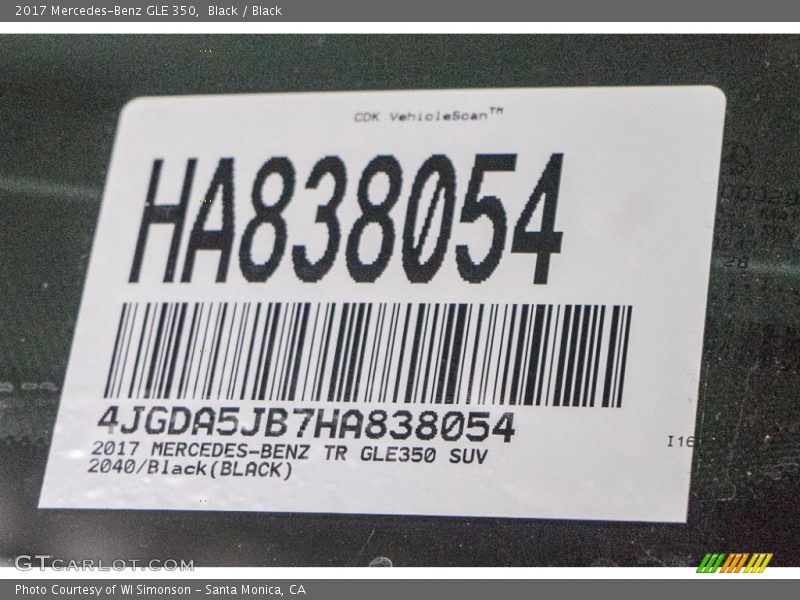 2017 Mercedes-Benz GLE 350, Black / Black
CDK VehicleScan™
HA838054
4JGDA5JB7HA838054
2017 MERCEDES-BENZ TR GLE350 SUV
2040/Black(BLACK)
I16
GTCARLOT.COM
Photo Courtesy of WI Simonson - Santa Monica, CA